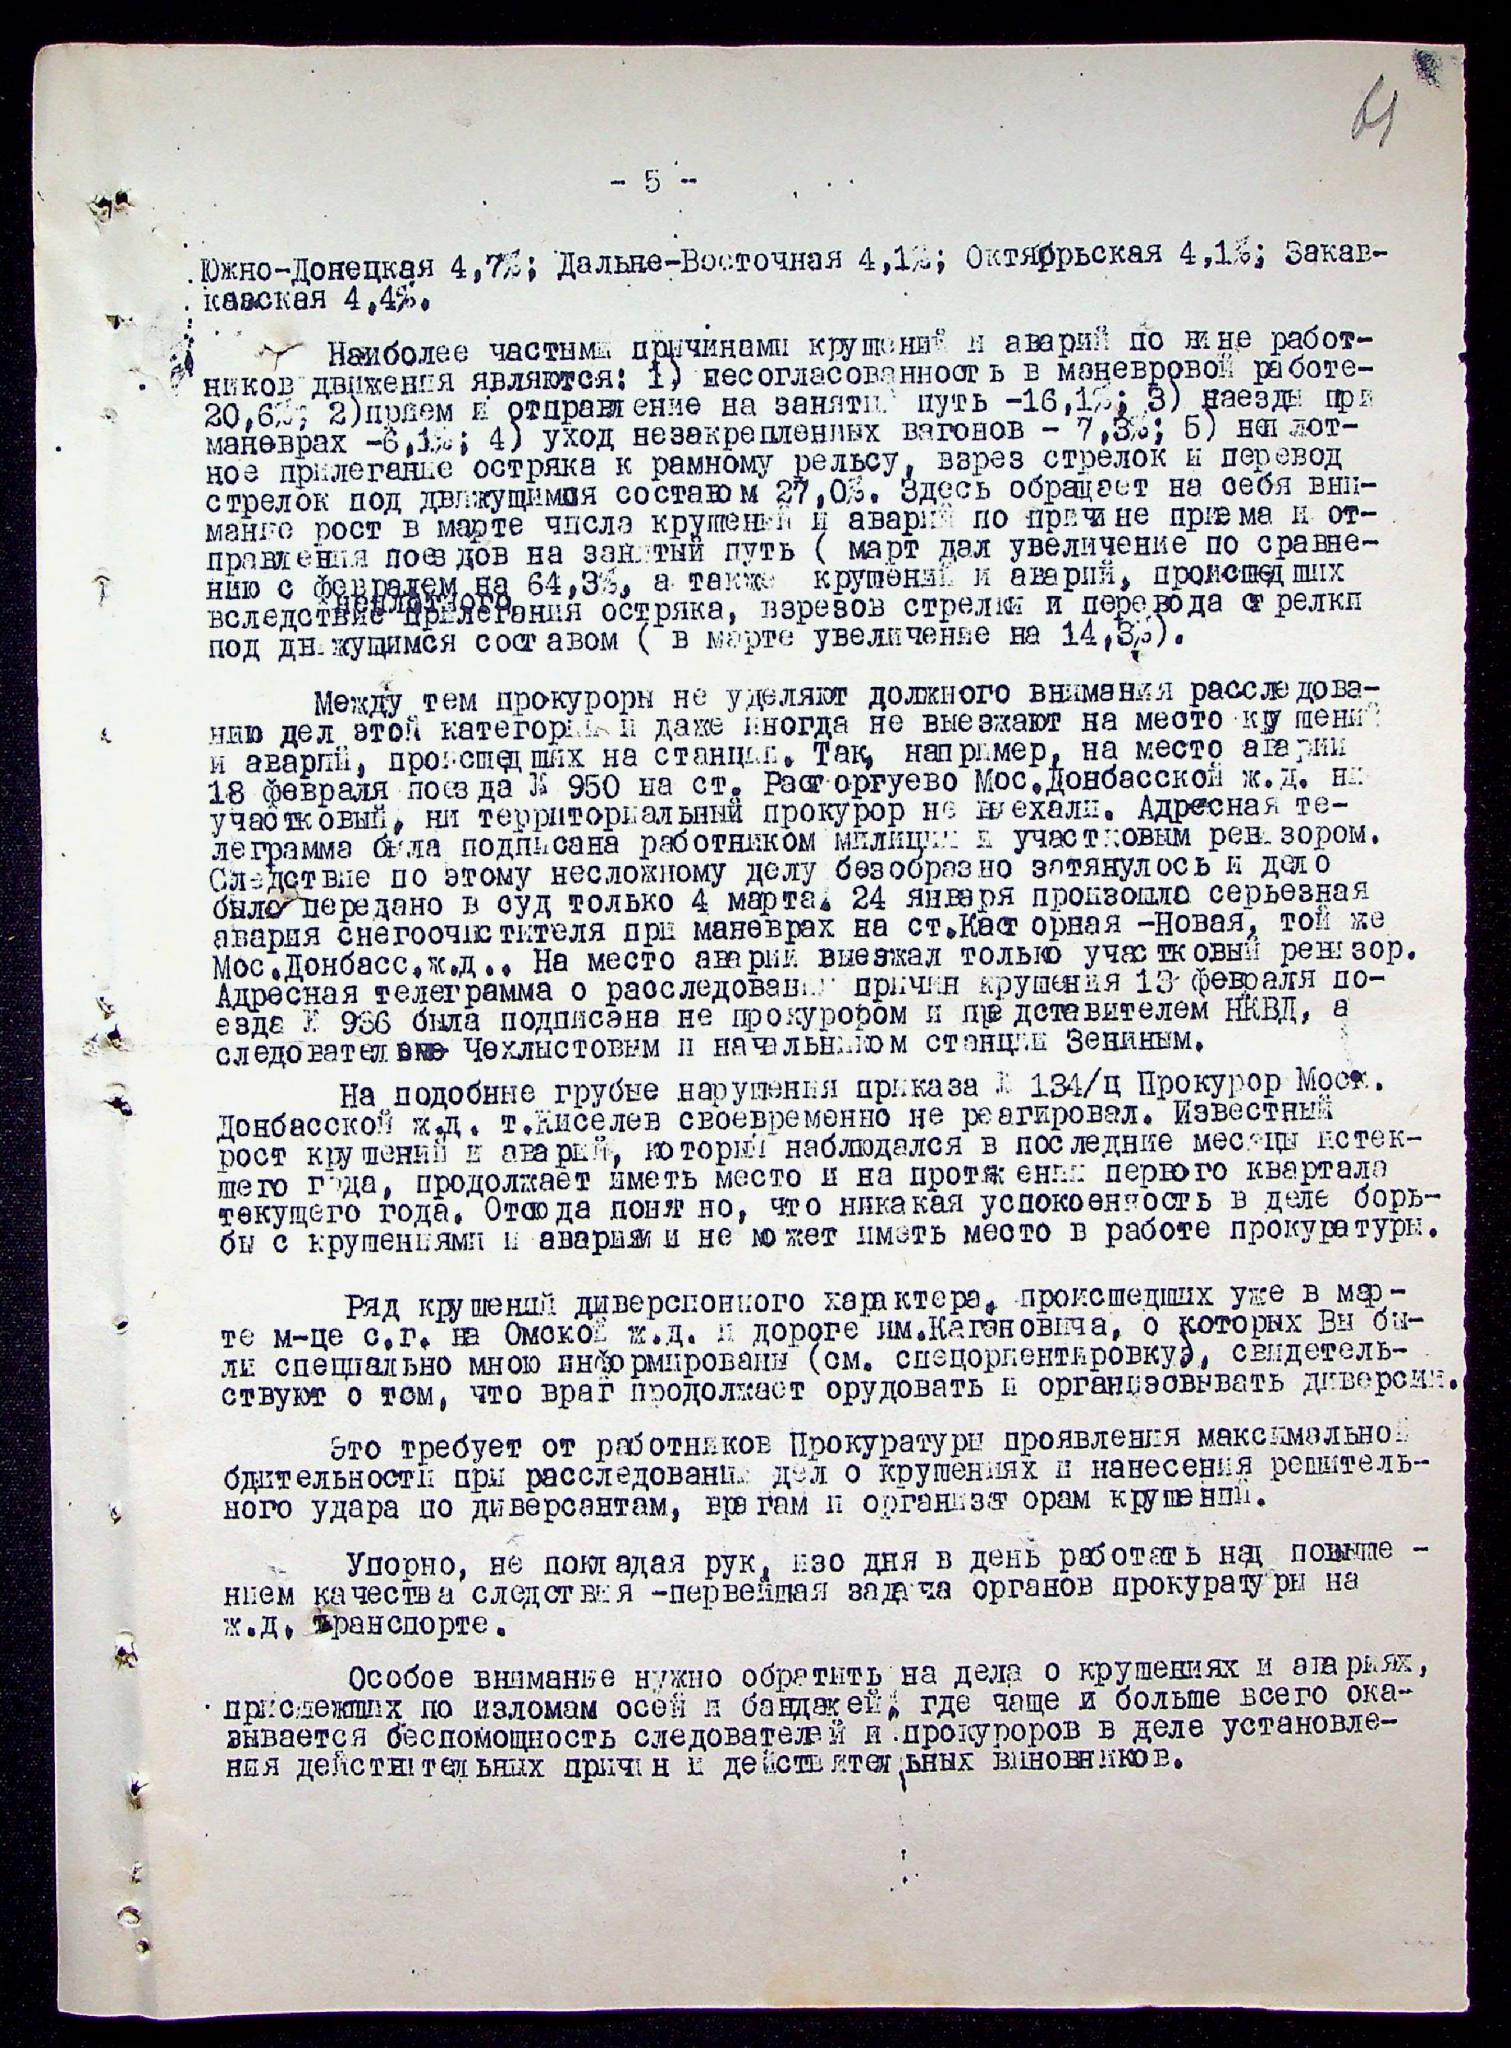 61
- 5 -
Южно-Донецкая 4,7%; Дальне-Восточная 4,1%; Октябрьская 4,1%; Закав-
казская 4,4%.
Наиболее частыми причинами крушений и аварий по вине работ-
ников движения являются: 1) несогласованность в маневровой работе-
20,6%; 2)прием и отправление на занятый путь -16,1%; 3) наезды при
маневрах -6,1%; 4) уход незакрепленных вагонов - 7,3%; 5) неплот-
ное прилегание остряка к рамному рельсу, взрез стрелок и перевод
стрелок под движущимся составом 27,0%. Здесь обращает на себя вни-
мание рост в марте числа крушений и аварий по причине приема и от-
правления поездов на занятый путь ( март дал увеличение по сравне-
нию с февралем на 64,3%, а также крушений и аварий, происшедших
неплотного
вследствие прилегания остряка, взрезов стрелки и перевода стрелки
под движущимся составом ( в марте увеличение на 14,3%).
Между тем прокуроры не уделяют должного внимания расследова-
нию дел этой категории и даже иногда не выезжают на место крушений
и аварий, происшедших на станции. Так, например, на место аварии
18 февраля поезда № 950 на ст. Расторгуево Мос.Донбасской ж.д. ни
участковый, ни территориальный прокурор не выехали. Адресная те-
леграмма была подписана работником милиции и участковым ревизором.
Следствие по этому несложному делу безобразно затянулось и дело
было передано в суд только 4 марта. 24 января произошла серьезная
авария снегоочистителя при маневрах на ст.Касторная -Новая, той же
Мос.Донбасс.ж.д.. На место аварии выезжал только участковый ревизор.
Адресная телеграмма о расследовании причин крушения 13 февраля по-
езда № 936 была подписана не прокурором и представителем НКВД, а
следователем Чехлыстовым и начальником станции Зениным.
На подобные грубые нарушения приказа № 134/ц Прокурор Моск.
Донбасской ж.д. т.Киселев своевременно не реагировал. Известный
рост крушений и аварий, который наблюдался в последние месяцы истек-
шего года, продолжает иметь место и на протяжении первого квартала
текущего года. Отсюда понятно, что никакая успокоенность в деле борь-
бы с крушениями и авариями не может иметь место в работе прокуратуры.
Ряд крушений диверсионного характера, происшедших уже в мар-
те м-це с.г. на Омской ж.д. и дороге им.Кагановича, о которых Вы бы-
ли специально мною информированы (см. спецориентировку), свидетель-
ствуют о том, что враг продолжает орудовать и организовывать диверсии.
Это требует от работников Прокуратуры проявления максимальной
бдительности при расследовании дел о крушениях и нанесения решитель-
ного удара по диверсантам, врагам и организаторам крушений.
Упорно, не покладая рук, изо дня в день работать над повыше -
нием качества следствия -первейшая задача органов прокуратуры на
ж.д. транспорте.
Особое внимание нужно обратить на дела о крушениях и авариях,
происшедших по изломам осей и бандажей, где чаще и больше всего ока-
зывается беспомощность следователей и прокуроров в деле установле-
ния действительных причин и действительных виновников.